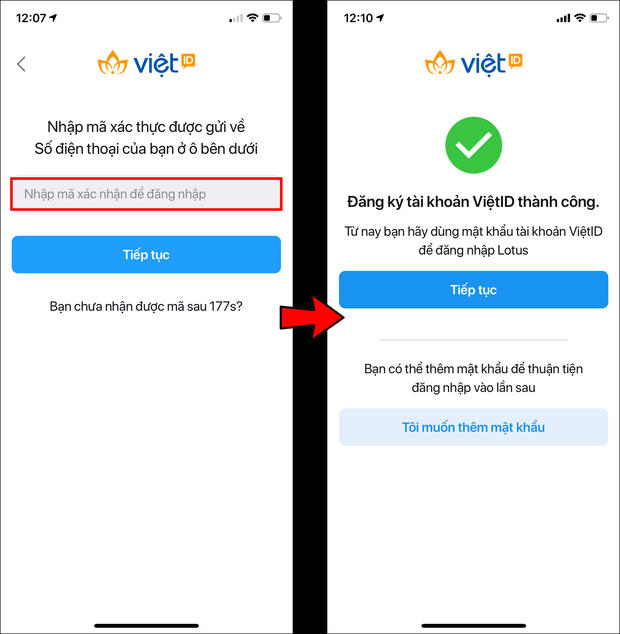 12:07
việt ID
Nhập mã xác thực được gửi về
Số điện thoại của bạn ở ô bên dưới
Nhập mã xác nhận để đăng nhập
Tiếp tục
Bạn chưa nhận được mã sau 177s?
12:10
việt ID
Đăng ký tài khoản ViệtID thành công.
Từ nay bạn hãy dùng mật khẩu tài khoản ViệtID
để đăng nhập Lotus
Tiếp tục
Bạn có thể thêm mật khẩu để thuận tiện
đăng nhập vào lần sau
Tôi muốn thêm mật khẩu